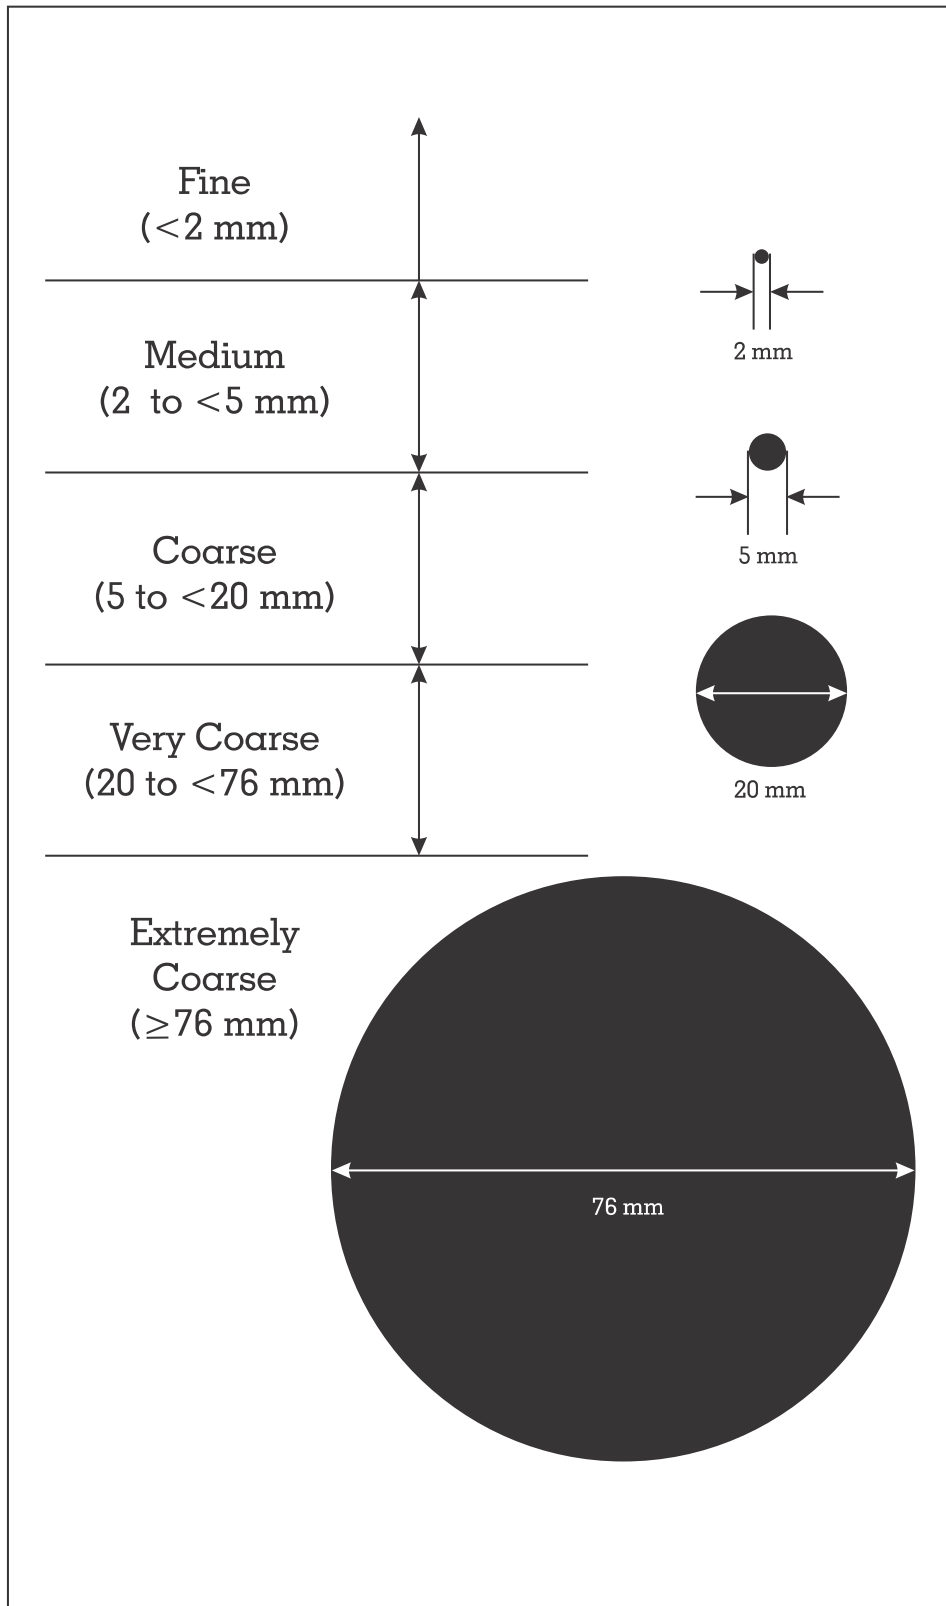 Fine
(<2 mm)
2 mm
Medium
(2  to <5 mm)
5 mm
Coarse
(5 to <20 mm)
Very Coarse
(20 to <76 mm)
20 mm
Extremely
Coarse
(≥76 mm)
76 mm